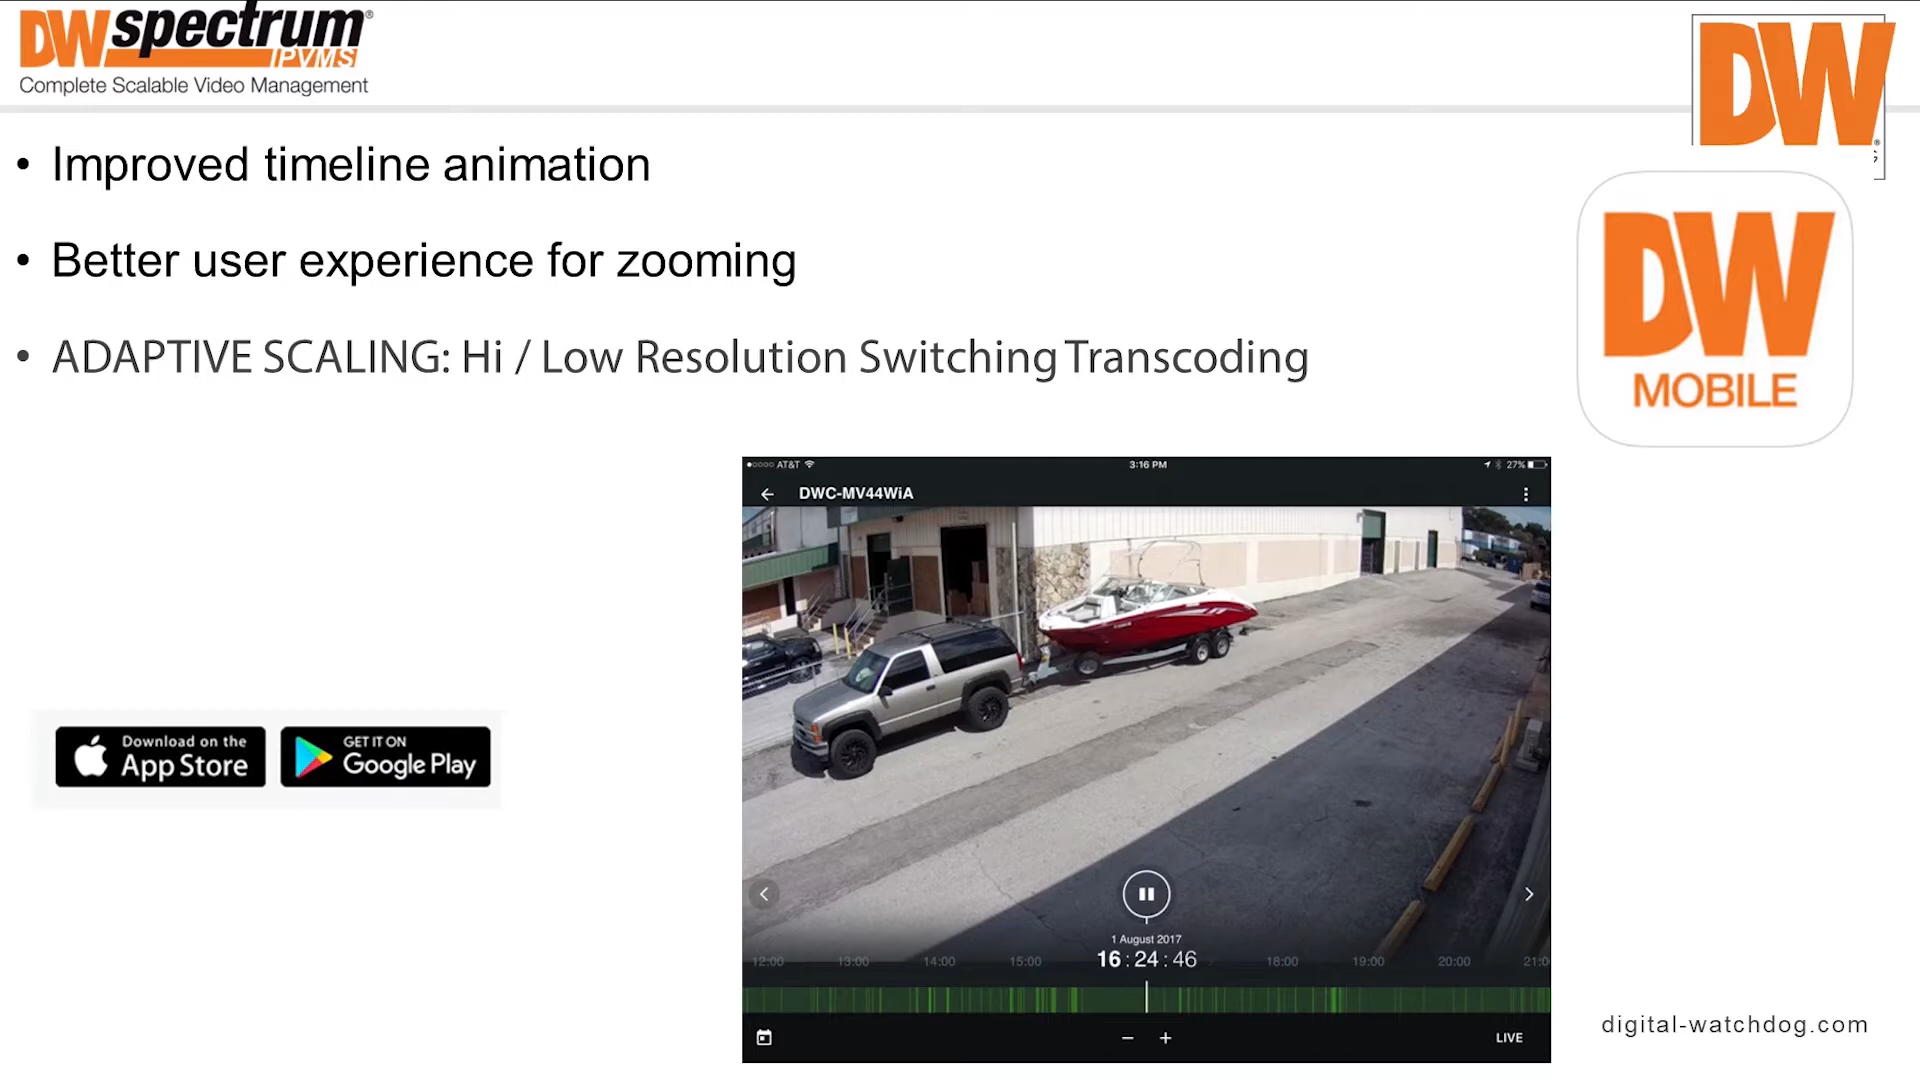 DWspectrum®
IPVMS
Complete Scalable Video Management
DW®
• Improved timeline animation
• Better user experience for zooming
• ADAPTIVE SCALING: Hi / Low Resolution Switching Transcoding
DW
MOBILE
AT&T 3:16 PM 27%
DWC-MV44WiA
Download on the
App Store
GET IT ON
Google Play
1 August 2017
16 : 24 : 46
12:00 13:00 14:00 15:00 18:00 19:00 20:00 21:0
LIVE
digital-watchdog.com